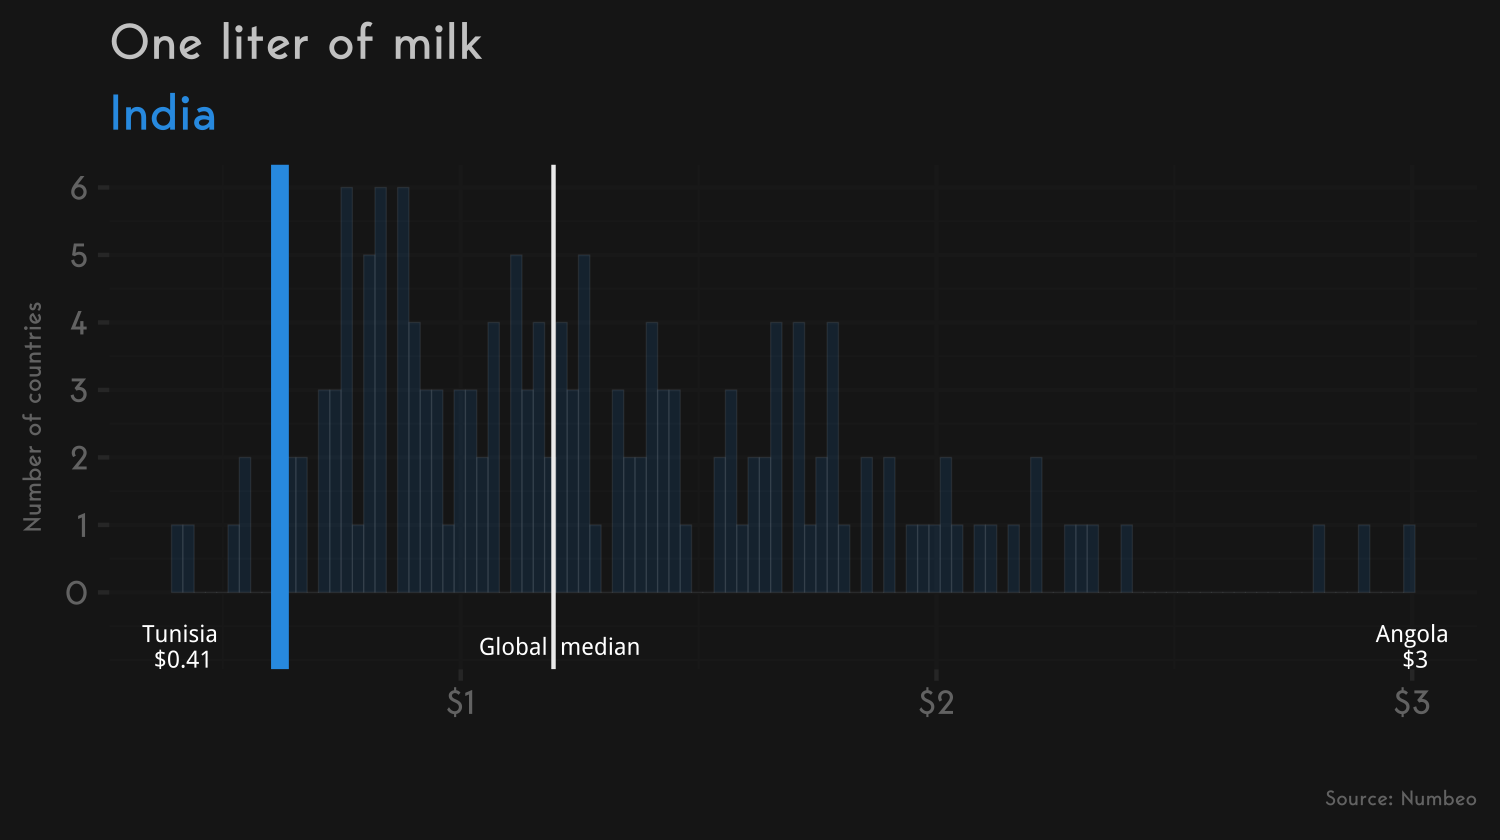 One liter of milk
India
Number of countries
6
5
4
3
2
1
0
Tunisia
$0.41
Global median
Angola
$3
$1
$2
$3
Source: Numbeo